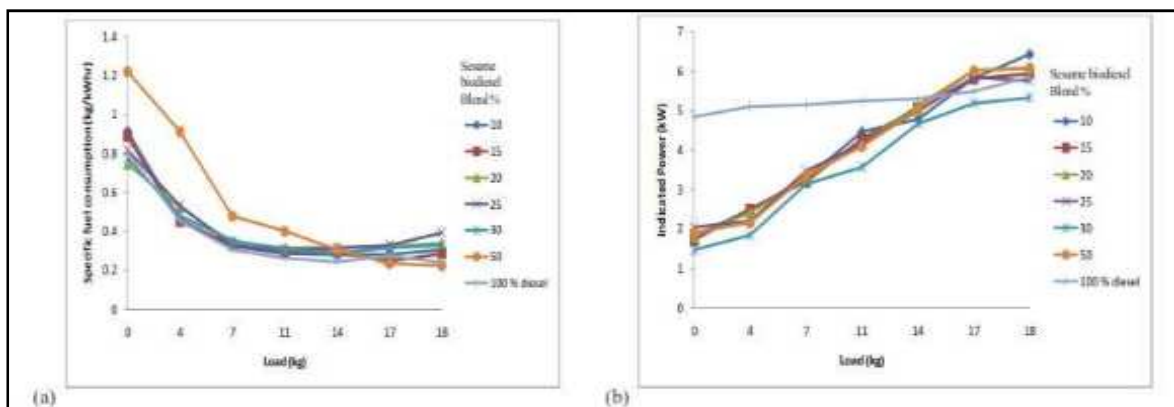 1.4
1.2
1
0.8
0.6
0.4
0.2
0
Specific fuel consumption (kg/kWhr)
0 4 7 11 14 17 18
Load (kg)
Sesame
biodiesel
Blend %
10
15
20
25
30
50
100 % diesel
(a)
7
6
5
4
3
2
1
0
Indicated Power (kW)
0 4 7 11 14 17 18
Load (kg)
Sesame biodiesel
Blend %
10
15
20
25
30
50
100 % diesel
(b)